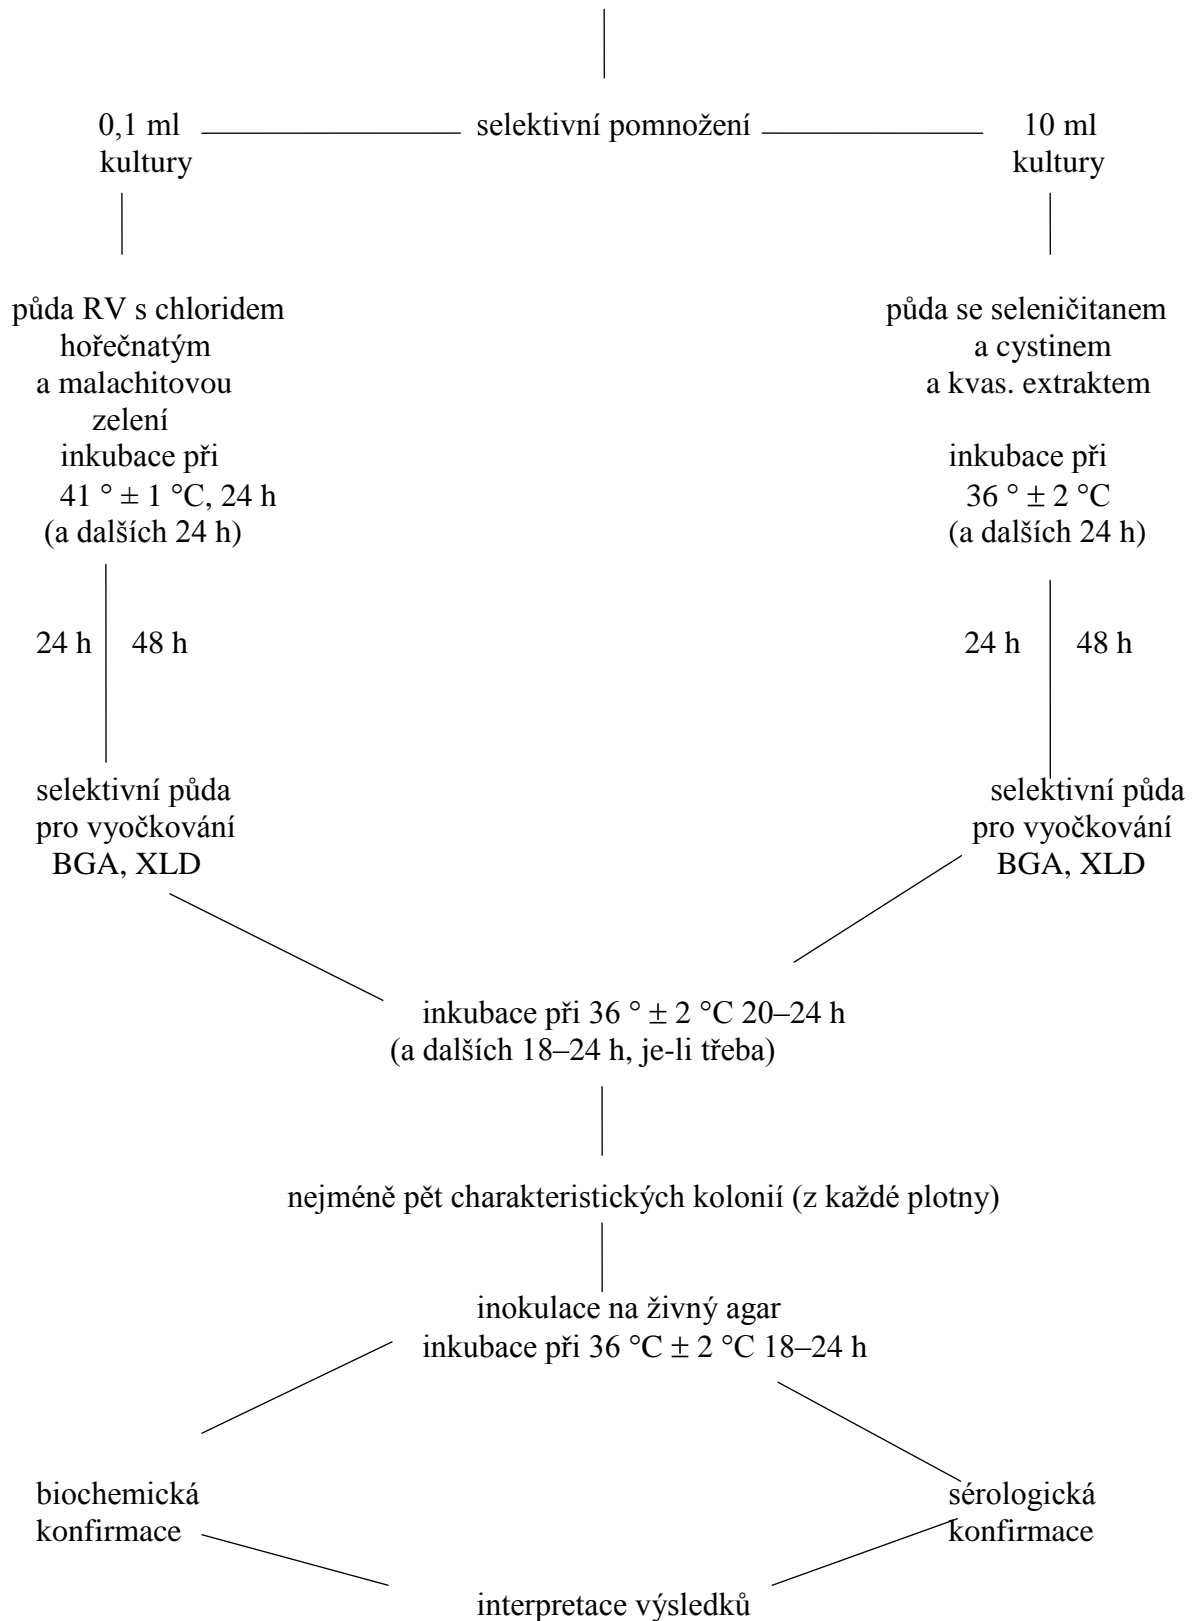 0,1 ml
kultury
selektivní pomnožení
10 ml
kultury
půda RV s chloridem
hořečnatým
a malachitovou
zelení
inkubace při
41 ° ± 1 °C, 24 h
(a dalších 24 h)
půda se seleničitanem
a cystinem
a kvas. extraktem
inkubace při
36 ° ± 2 °C
(a dalších 24 h)
24 h
48 h
24 h
48 h
selektivní půda
pro vyočkování
BGA, XLD
selektivní půda
pro vyočkování
BGA, XLD
inkubace při 36 ° ± 2 °C 20–24 h
(a dalších 18–24 h, je-li třeba)
nejméně pět charakteristických kolonií (z každé plotny)
inokulace na živný agar
inkubace při 36 °C ± 2 °C 18–24 h
biochemická
konfirmace
sérologická
konfirmace
interpretace výsledků